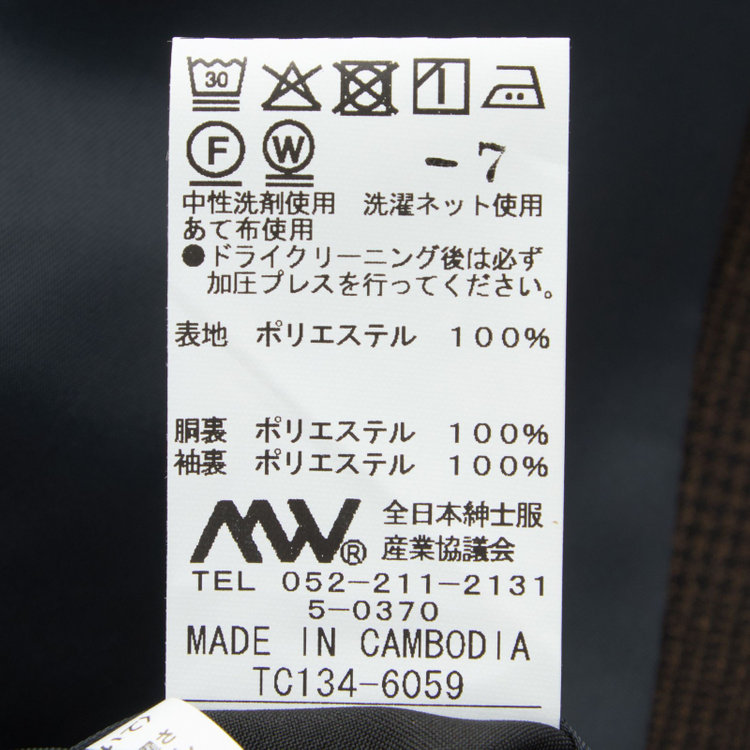 30
F W -7
中性洗剤使用 洗濯ネット使用
あて布使用
●ドライクリーニング後は必ず
加圧プレスを行ってください。
表地 ポリエステル 100%
胴裏 ポリエステル 100%
袖裏 ポリエステル 100%
MW® 全日本紳士服
産業協議会
TEL 052-211-2131
5-0370
MADE IN CAMBODIA
TC134-6059